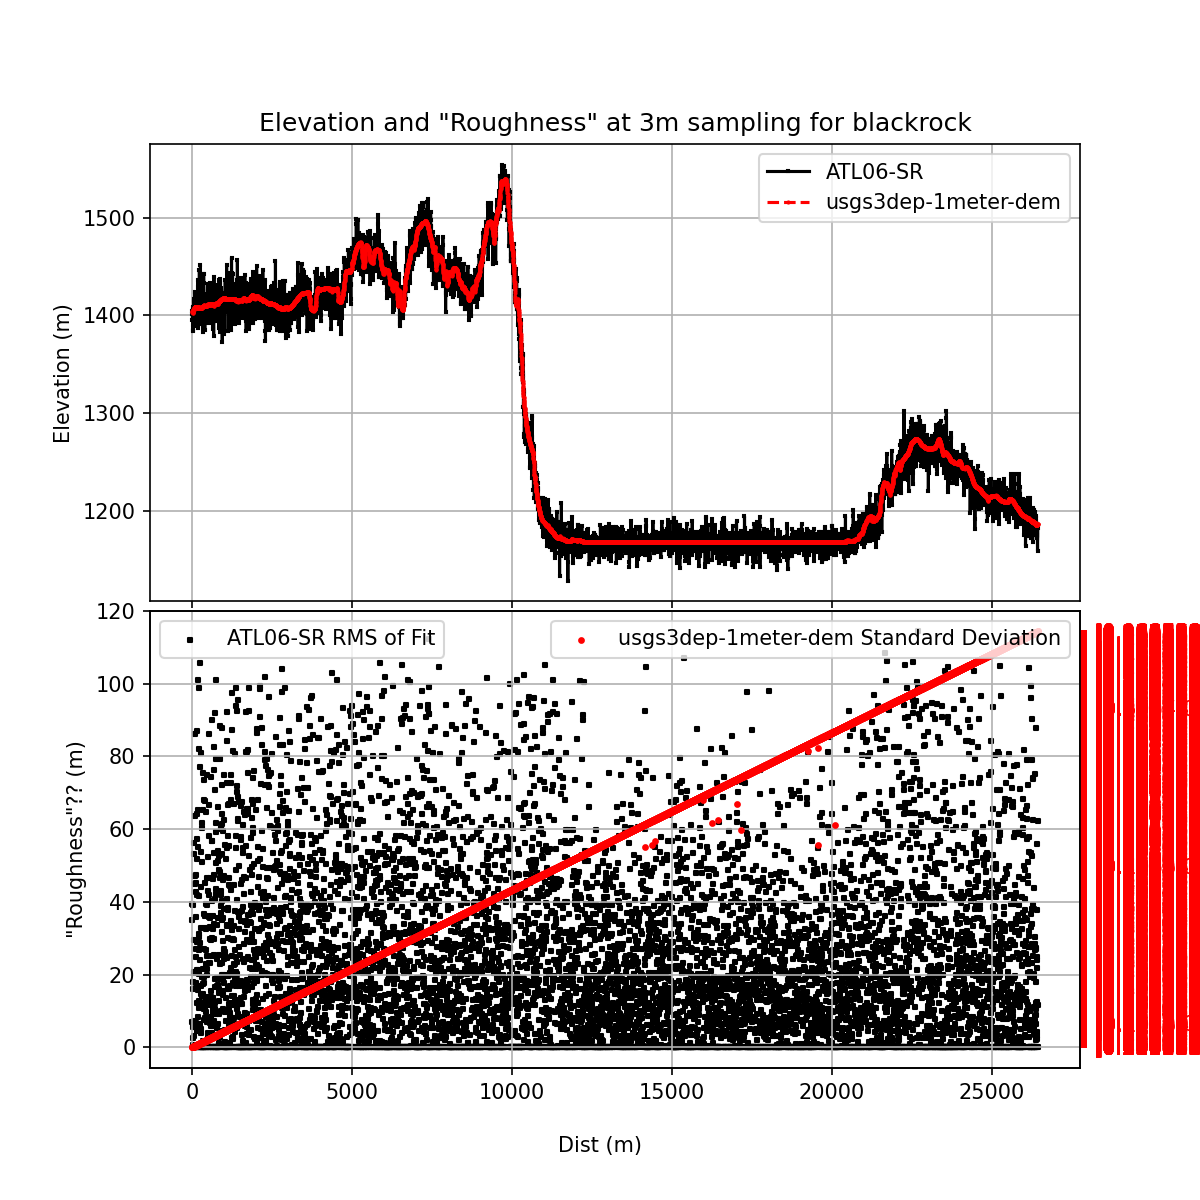 Elevation and "Roughness" at 3m sampling for blackrock
ATL06-SR
usgs3dep-1meter-dem
Elevation (m)
1500
1400
1300
1200
ATL06-SR RMS of Fit
usgs3dep-1meter-dem Standard Deviation
"Roughness"?? (m)
120
100
80
60
40
20
0
0 5000 10000 15000 20000 25000
Dist (m)